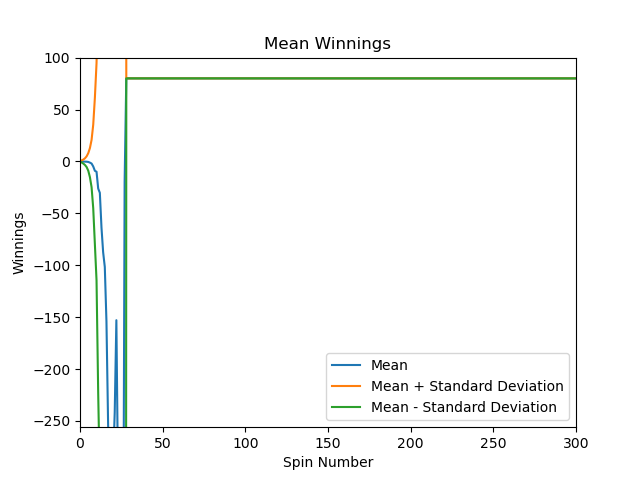 Mean Winnings
100
50
0
−50
−100
−150
−200
−250
Winnings
0 50 100 150 200 250 300
Spin Number
Mean
Mean + Standard Deviation
Mean - Standard Deviation